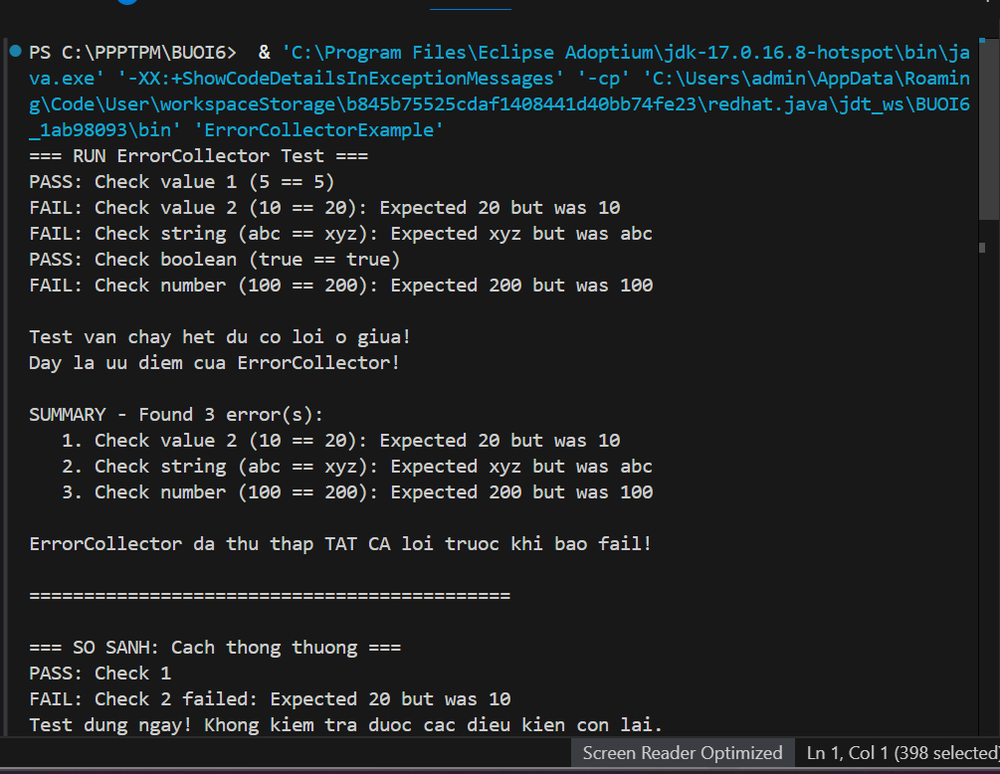 PS C:\PPPTPM\BUOI6>  & 'C:\Program Files\Eclipse Adoptium\jdk-17.0.16.8-hotspot\bin\ja
va.exe' '-XX:+ShowCodeDetailsInExceptionMessages' '-cp' 'C:\Users\admin\AppData\Roamin
g\Code\User\workspaceStorage\b845b75525cdaf1408441d40bb74fe23\redhat.java\jdt_ws\BUOI6
_1ab98093\bin' 'ErrorCollectorExample'
=== RUN ErrorCollector Test ===
PASS: Check value 1 (5 == 5)
FAIL: Check value 2 (10 == 20): Expected 20 but was 10
FAIL: Check string (abc == xyz): Expected xyz but was abc
PASS: Check boolean (true == true)
FAIL: Check number (100 == 200): Expected 200 but was 100
Test van chay het du co loi o giua!
Day la uu diem cua ErrorCollector!
SUMMARY - Found 3 error(s):
   1. Check value 2 (10 == 20): Expected 20 but was 10
   2. Check string (abc == xyz): Expected xyz but was abc
   3. Check number (100 == 200): Expected 200 but was 100
ErrorCollector da thu thap TAT CA loi truoc khi bao fail!
============================================
=== SO SANH: Cach thong thuong ===
PASS: Check 1
FAIL: Check 2 failed: Expected 20 but was 10
Test dung ngay! Khong kiem tra duoc cac dieu kien con lai.
Screen Reader Optimized Ln 1, Col 1 (398 selected)